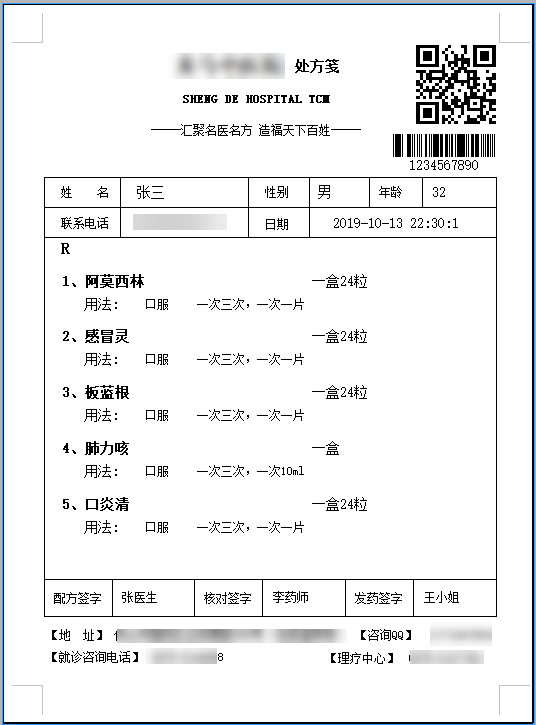 处方笺
SHENG DE HOSPITAL TCM
——汇聚名医名方 造福天下百姓——
1234567890
姓 名 张三 性别 男 年龄 32
联系电话 日期 2019-10-13 22:30:1
R
1、阿莫西林 一盒24粒
用法: 口服 一次三次,一次一片
2、感冒灵 一盒24粒
用法: 口服 一次三次,一次一片
3、板蓝根 一盒24粒
用法: 口服 一次三次,一次一片
4、肺力咳 一盒
用法: 口服 一次三次,一次10ml
5、口炎清 一盒24粒
用法: 口服 一次三次,一次一片
配方签字 张医生 核对签字 李药师 发药签字 王小姐
【地 址】 【咨询QQ】
【就诊咨询电话】 8 【理疗中心】